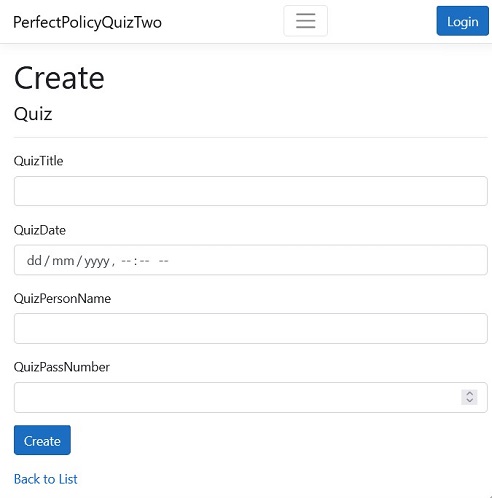 PerfectPolicyQuizTwo Login
Create
Quiz
QuizTitle
QuizDate
dd / mm / yyyy , -- : -- --
QuizPersonName
QuizPassNumber
Create
Back to List